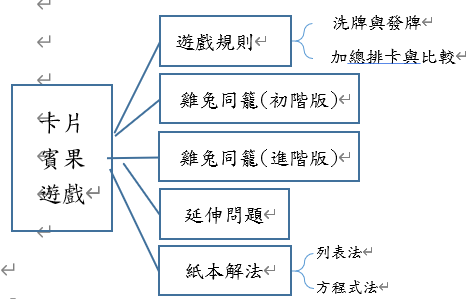 卡片
賓果
遊戲
遊戲規則
洗牌與發牌
加總排卡與比較
雞兔同籠(初階版)
雞兔同籠(進階版)
延伸問題
紙本解法
列表法
方程式法